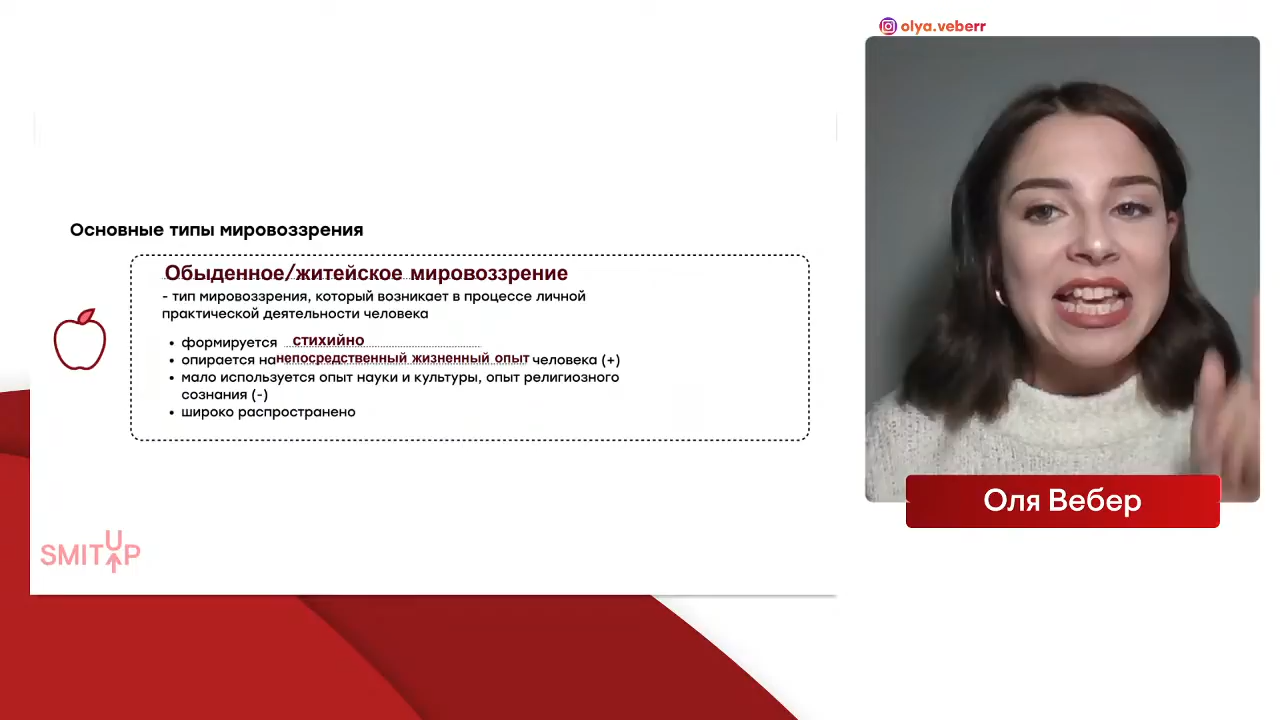 olya.veberr
Основные типы мировоззрения
Обыденное/житейское мировоззрение
- тип мировоззрения, который возникает в процессе личной
практической деятельности человека
• формируется стихийно
• опирается на непосредственный жизненный опыт человека (+)
• мало используется опыт науки и культуры, опыт религиозного
сознания (-)
• широко распространено
SMITUP
Оля Вебер